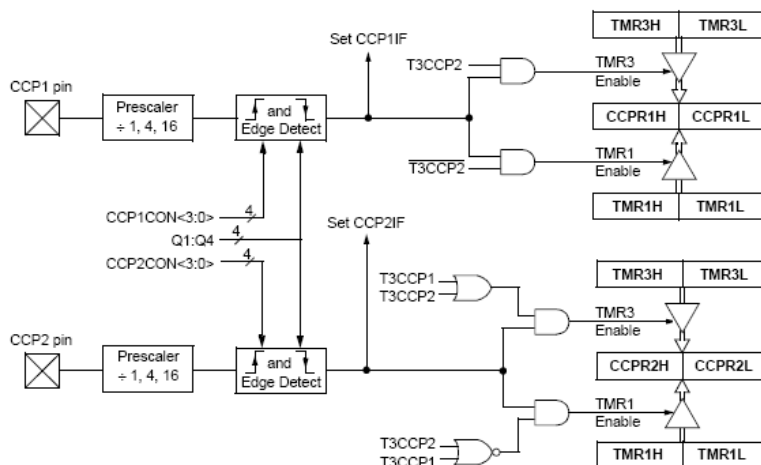 TMR3H TMR3L
Set CCP1IF
T3CCP2
TMR3
Enable
CCP1 pin
Prescaler
÷ 1, 4, 16
and
Edge Detect
CCPR1H CCPR1L
T3CCP2
TMR1
Enable
TMR1H TMR1L
CCP1CON<3:0> 4
Q1:Q4 4
CCP2CON<3:0> 4
Set CCP2IF
TMR3H TMR3L
T3CCP1
T3CCP2
TMR3
Enable
CCP2 pin
Prescaler
÷ 1, 4, 16
and
Edge Detect
CCPR2H CCPR2L
TMR1
Enable
T3CCP2
T3CCP1
TMR1H TMR1L